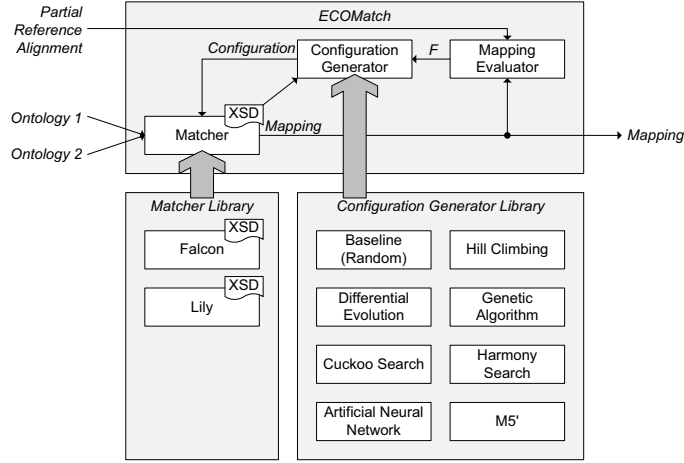 Partial
Reference
Alignment
ECOMatch
Configuration
Configuration
Generator
F
Mapping
Evaluator
Ontology 1
Ontology 2
XSD
Matcher
Mapping
Mapping
Matcher Library
XSD
Falcon
XSD
Lily
Configuration Generator Library
Baseline
(Random)
Hill Climbing
Differential
Evolution
Genetic
Algorithm
Cuckoo Search
Harmony
Search
Artificial Neural
Network
M5'